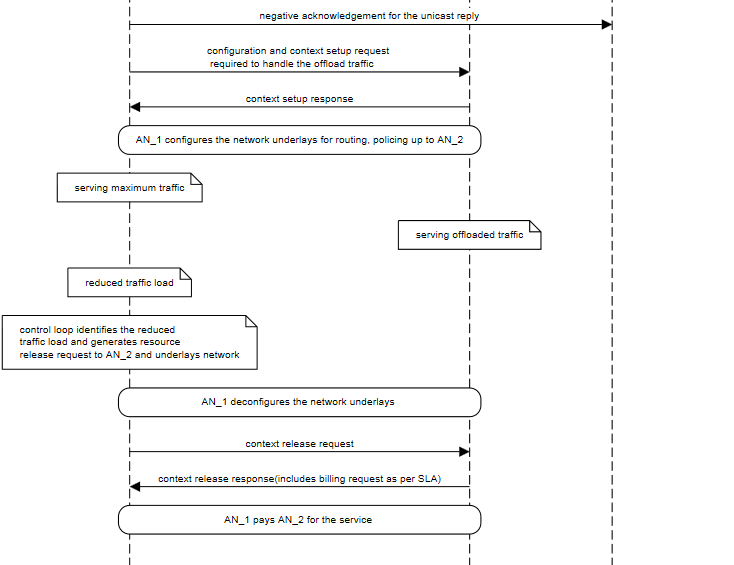 negative acknowledgement for the unicast reply
configuration and context setup request
required to handle the offload traffic
context setup response
AN_1 configures the network underlays for routing, policing up to AN_2
serving maximum traffic
serving offloaded traffic
reduced traffic load
control loop identifies the reduced
traffic load and generates resource
release request to AN_2 and underlays network
AN_1 deconfigures the network underlays
context release request
context release response(includes billing request as per SLA)
AN_1 pays AN_2 for the service